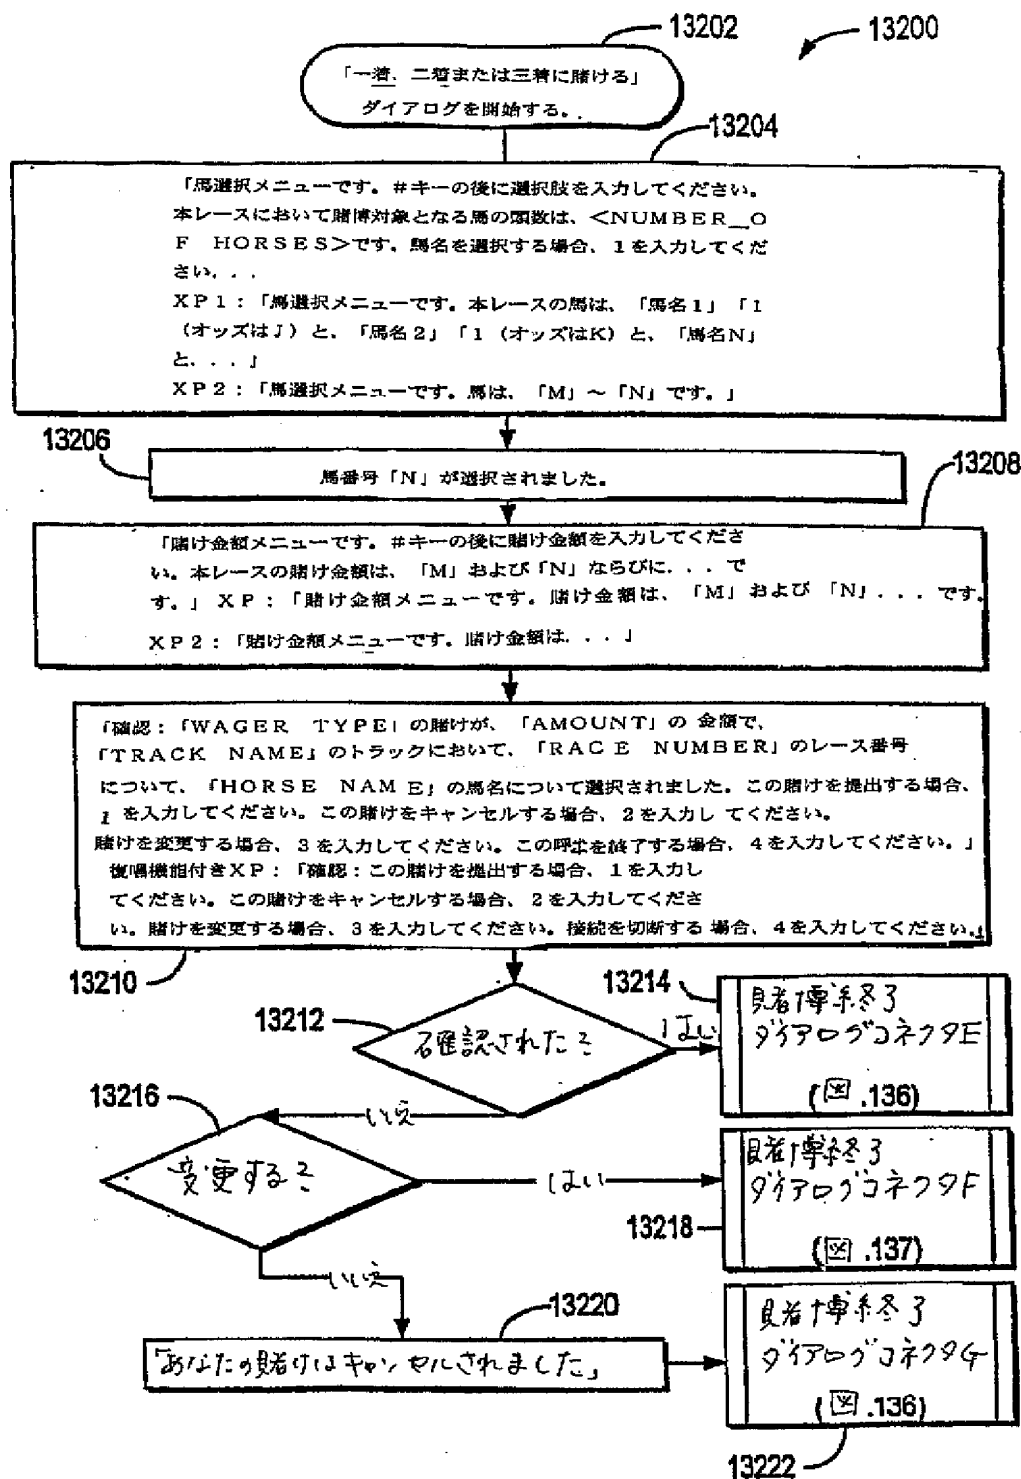 13202
13200
「一着、二着または三着に賭ける」
ダイアログを開始する。.
13204
「馬選択メニューです。#キーの後に選択肢を入力してください。
本レースにおいて賭博対象となる馬の頭数は、<NUMBER_O
F HORSES>です。馬名を選択する場合、1を入力してくだ
さい. . .
XP1:「馬選択メニューです。本レースの馬は、「馬名1」「I
(オッズはJ)と、「馬名2」「1(オッズはK)と、「馬名N」
と. . . 」
XP2:「馬選択メニューです。馬は、「M」~「N」です。」
13206
馬番号「N」が選択されました。
13208
「賭け金額メニューです。#キーの後に賭け金額を入力してくださ
い。本レースの賭け金額は、「M」および「N」ならびに. . . で
す。」XP:「賭け金額メニューです。賭け金額は、「M」および「N」. . . です。
XP2:「賭け金額メニューです。賭け金額は. . . 」
「確認:「WAGER TYPE」の賭けが、「AMOUNT」の 金額で、
「TRACK NAME」のトラックにおいて、「RACE NUMBER」のレース番号
について、「HORSE NAME」の馬名について選択されました。この賭けを提出する場合、
1 を入力してください。この賭けをキャンセルする場合、2を入力し てください。
賭けを変更する場合、3を入力してください。この呼を終了する場合、4を入力してください。」
復唱機能付きXP:「確認:この賭けを提出する場合、1を入力し
てください。この賭けをキャンセルする場合、2を入力してくださ
い。賭けを変更する場合、3を入力してください。接続を切断する 場合、4を入力してください。」
13210
13212
確認された?
はい
13214
賭博終了
ダイアログコネクタE
(図.136)
13216
いいえ
変更する?
はい
賭博終了
ダイアログコネクタF
13218
(図.137)
いいえ
13220
「あなたの賭けはキャンセルされました」
賭博終了
ダイアログコネクタG
(図.136)
13222